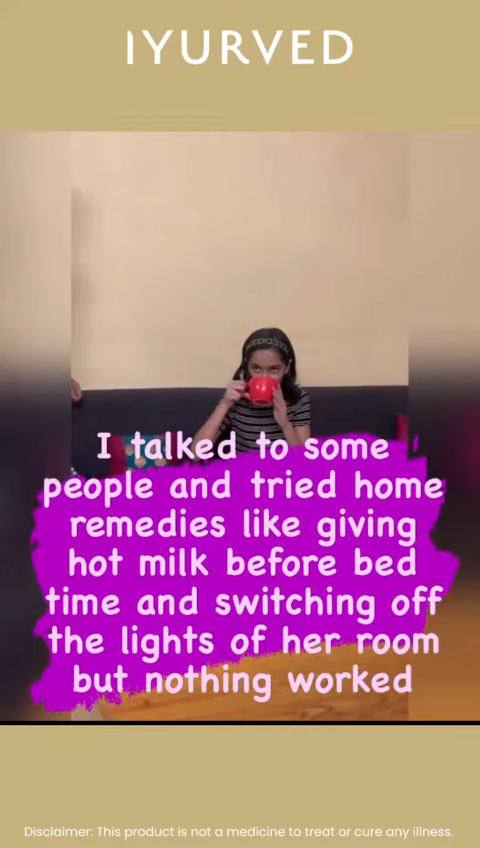 IYURVED
I talked to some
people and tried home
remedies like giving
hot milk before bed
time and switching off
the lights of her room
but nothing worked
Disclaimer: This product is not a medicine to treat or cure any illness.